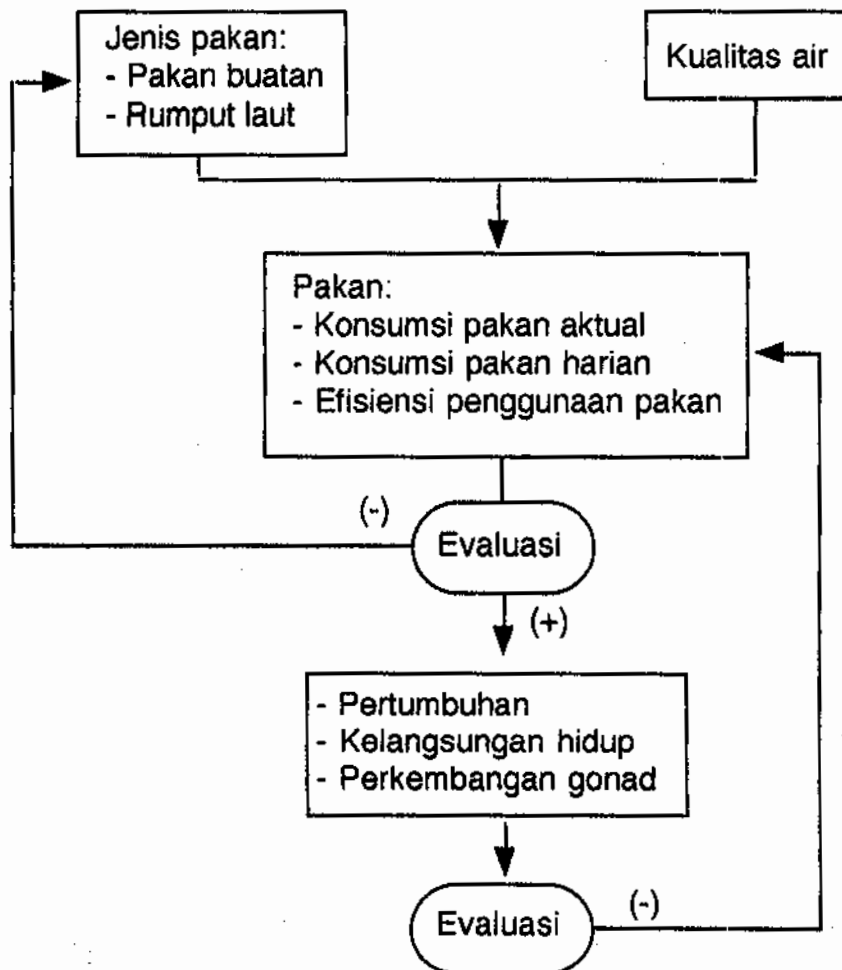 Jenis pakan:
- Pakan buatan
- Rumput laut
Kualitas air
Pakan:
- Konsumsi pakan aktual
- Konsumsi pakan harian
- Efisiensi penggunaan pakan
(-)
Evaluasi
(+)
- Pertumbuhan
- Kelangsungan hidup
- Perkembangan gonad
Evaluasi
(-)